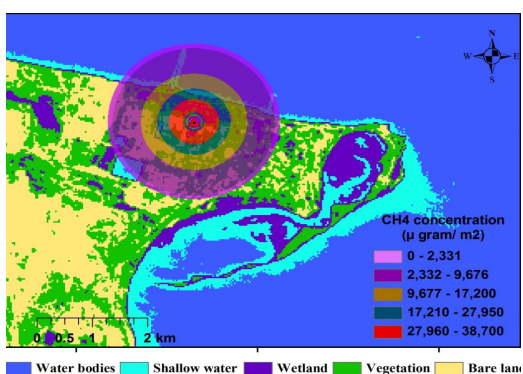 N
W E
S
CH4 concentration
(µ gram/ m2)
0 - 2,331
2,332 - 9,676
9,677 - 17,200
17,210 - 27,950
27,960 - 38,700
0 0.5 1 2 km
Water bodies Shallow water Wetland Vegetation Bare land